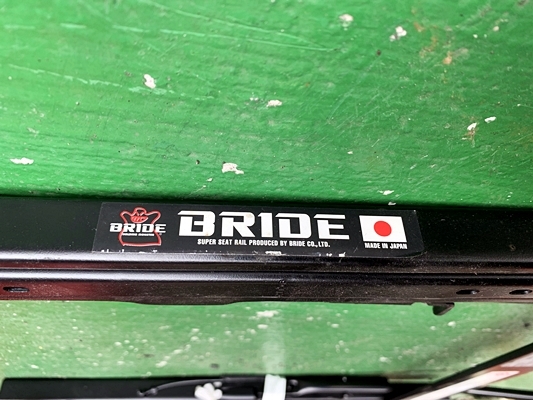 BRIDE
BRIDE
SUPER SEAT RAIL PRODUCED BY BRIDE CO.,LTD.
MADE IN JAPAN